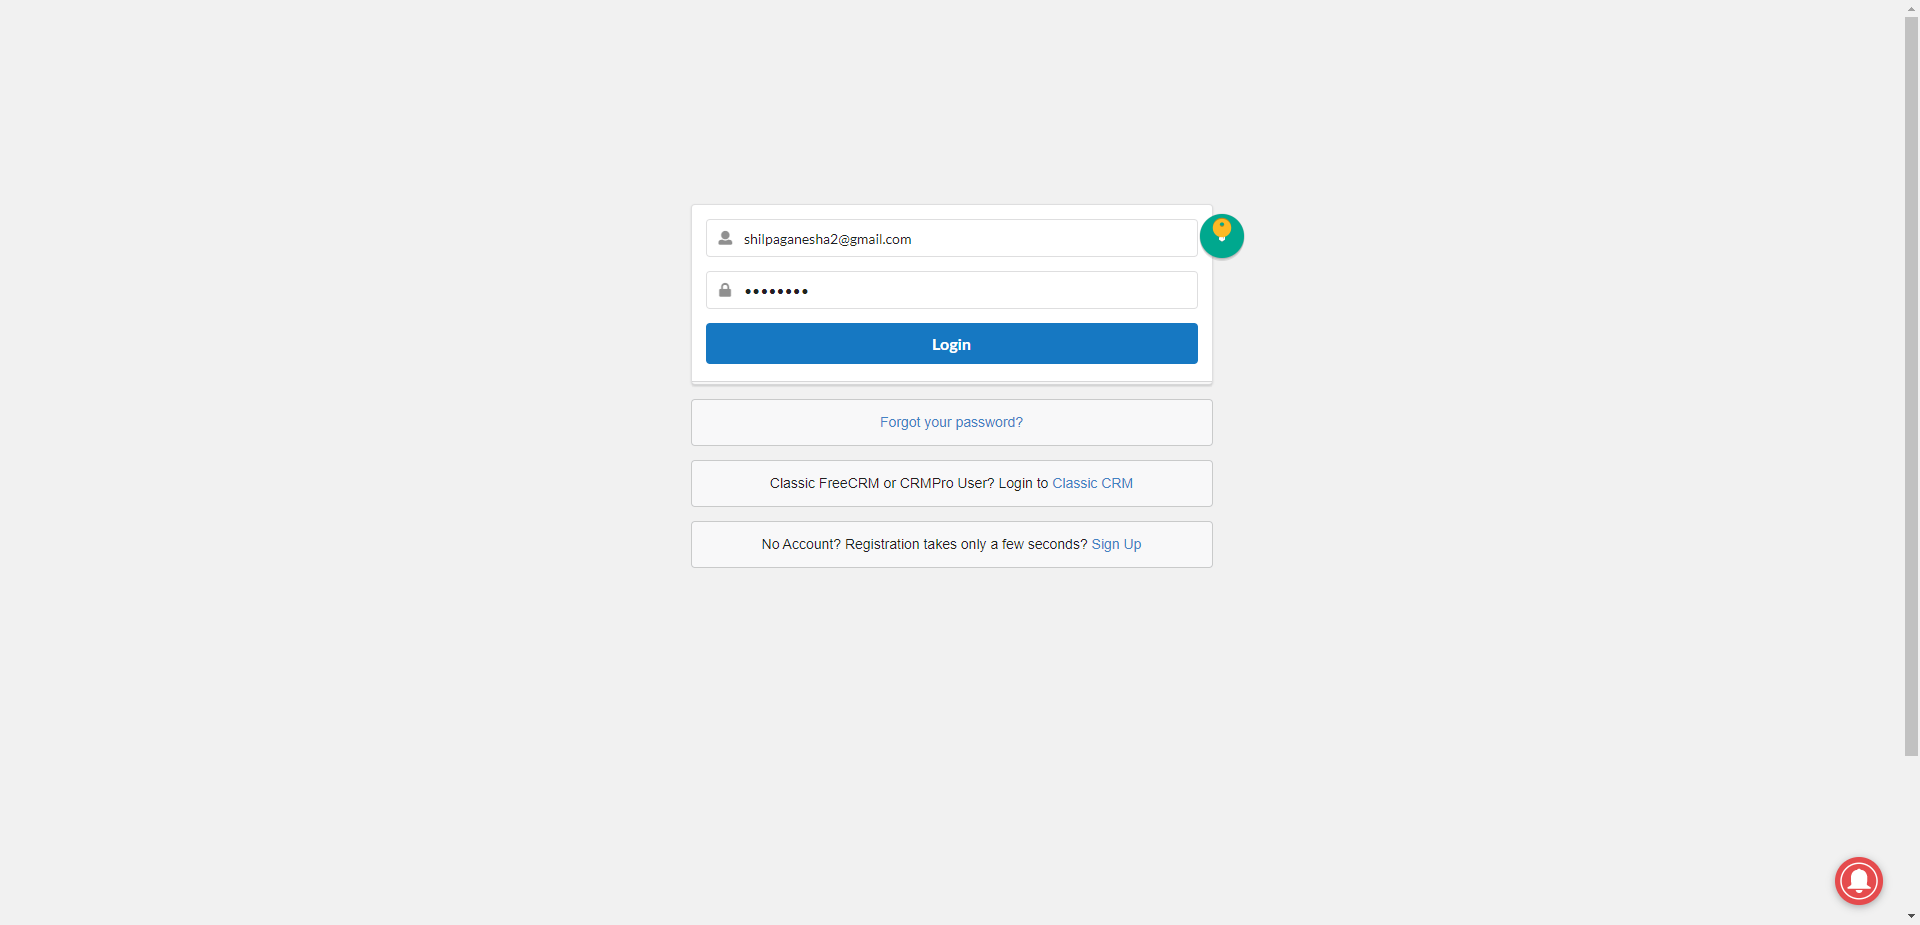 shilpaganesha2@gmail.com
••••••••
Login
Forgot your password?
Classic FreeCRM or CRMPro User? Login to Classic CRM
No Account? Registration takes only a few seconds? Sign Up